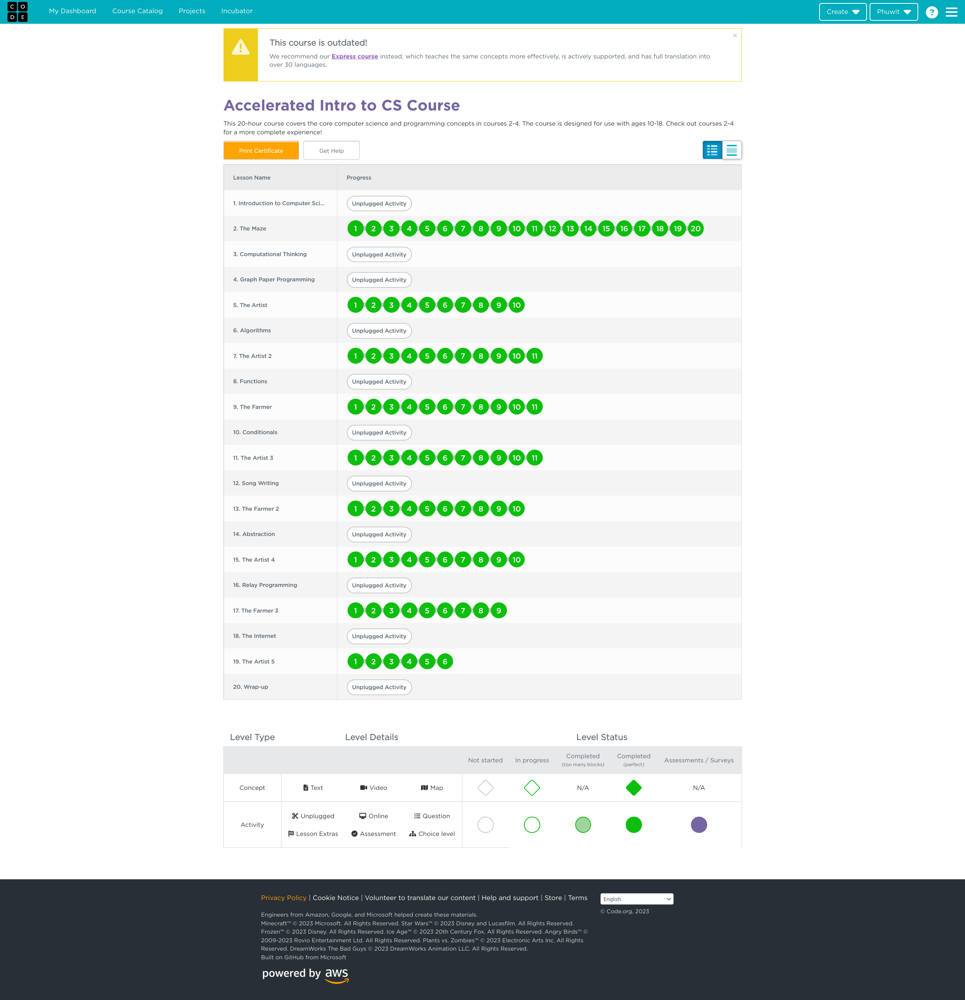 CODE My Dashboard Course Catalog Projects Incubator Create Phuwit ?
This course is outdated! ×
We recommend our Express course instead, which teaches the same concepts more effectively, is actively supported, and has full translation into
over 30 languages.
Accelerated Intro to CS Course
This 20-hour course covers the core computer science and programming concepts in courses 2-4. The course is designed for use with ages 10-18. Check out courses 2-4
for a more complete experience!
Print Certificate Get Help
Lesson Name Progress
1. Introduction to Computer Sci... Unplugged Activity
2. The Maze 1 2 3 4 5 6 7 8 9 10 11 12 13 14 15 16 17 18 19 20
3. Computational Thinking Unplugged Activity
4. Graph Paper Programming Unplugged Activity
5. The Artist 1 2 3 4 5 6 7 8 9 10
6. Algorithms Unplugged Activity
7. The Artist 2 1 2 3 4 5 6 7 8 9 10 11
8. Functions Unplugged Activity
9. The Farmer 1 2 3 4 5 6 7 8 9 10 11
10. Conditionals Unplugged Activity
11. The Artist 3 1 2 3 4 5 6 7 8 9 10 11
12. Song Writing Unplugged Activity
13. The Farmer 2 1 2 3 4 5 6 7 8 9 10
14. Abstraction Unplugged Activity
15. The Artist 4 1 2 3 4 5 6 7 8 9 10
16. Relay Programming Unplugged Activity
17. The Farmer 3 1 2 3 4 5 6 7 8 9
18. The Internet Unplugged Activity
19. The Artist 5 1 2 3 4 5 6
20. Wrap-up Unplugged Activity
Level Type Level Details Level Status
Not started In progress Completed (too many blocks) Completed (perfect) Assessments / Surveys
Concept Text Video Map N/A N/A
Activity Unplugged Online Question
Lesson Extras Assessment Choice level
Privacy Policy | Cookie Notice | Volunteer to translate our content | Help and support | Store | Terms English
© Code.org, 2023
Engineers from Amazon, Google, and Microsoft helped create these materials.
Minecraft™ © 2023 Microsoft. All Rights Reserved. Star Wars™ © 2023 Disney and Lucasfilm. All Rights Reserved.
Frozen™ © 2023 Disney. All Rights Reserved. Ice Age™ © 2023 20th Century Fox. All Rights Reserved. Angry Birds™ ©
2009-2023 Rovio Entertainment Ltd. All Rights Reserved. Plants vs. Zombies™ © 2023 Electronic Arts Inc. All Rights
Reserved. DreamWorks The Bad Guys © 2023 DreamWorks Animation LLC. All Rights Reserved.
Built on GitHub from Microsoft
powered by aws